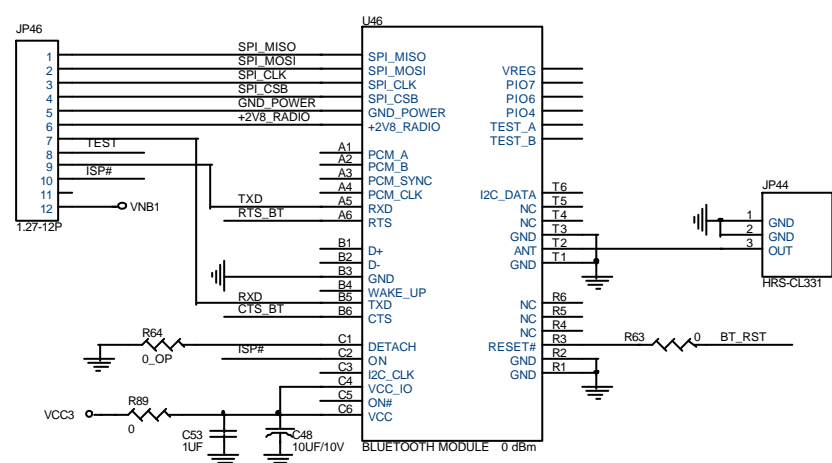 JP46
1
2
3
4
5
6
7
8
9
10
11
12
1.27-12P
SPI_MISO
SPI_MOSI
SPI_CLK
SPI_CSB
GND_POWER
+2V8_RADIO
TEST
ISP#
VNB1
TXD
RTS_BT
RXD
CTS_BT
R64
0_OP
ISP#
VCC3
R89
0
C53
1UF
C48
10UF/10V
U46
SPI_MISO
SPI_MOSI
SPI_CLK
SPI_CSB
GND_POWER
+2V8_RADIO
A1 PCM_A
A2 PCM_B
A3 PCM_SYNC
A4 PCM_CLK
A5 RXD
A6 RTS
B1 D+
B2 D-
B3 GND
B4 WAKE_UP
B5 TXD
B6 CTS
C1 DETACH
C2 ON
C3 I2C_CLK
C4 VCC_IO
C5 ON#
C6 VCC
VREG
PIO7
PIO6
PIO4
TEST_A
TEST_B
I2C_DATA T6
NC T5
NC T4
GND T3
ANT T2
GND T1
NC R6
NC R5
NC R4
RESET# R3
GND R2
GND R1
BLUETOOTH MODULE 0 dBm
R63 0 BT_RST
JP44
1 GND
2 GND
3 OUT
HRS-CL331